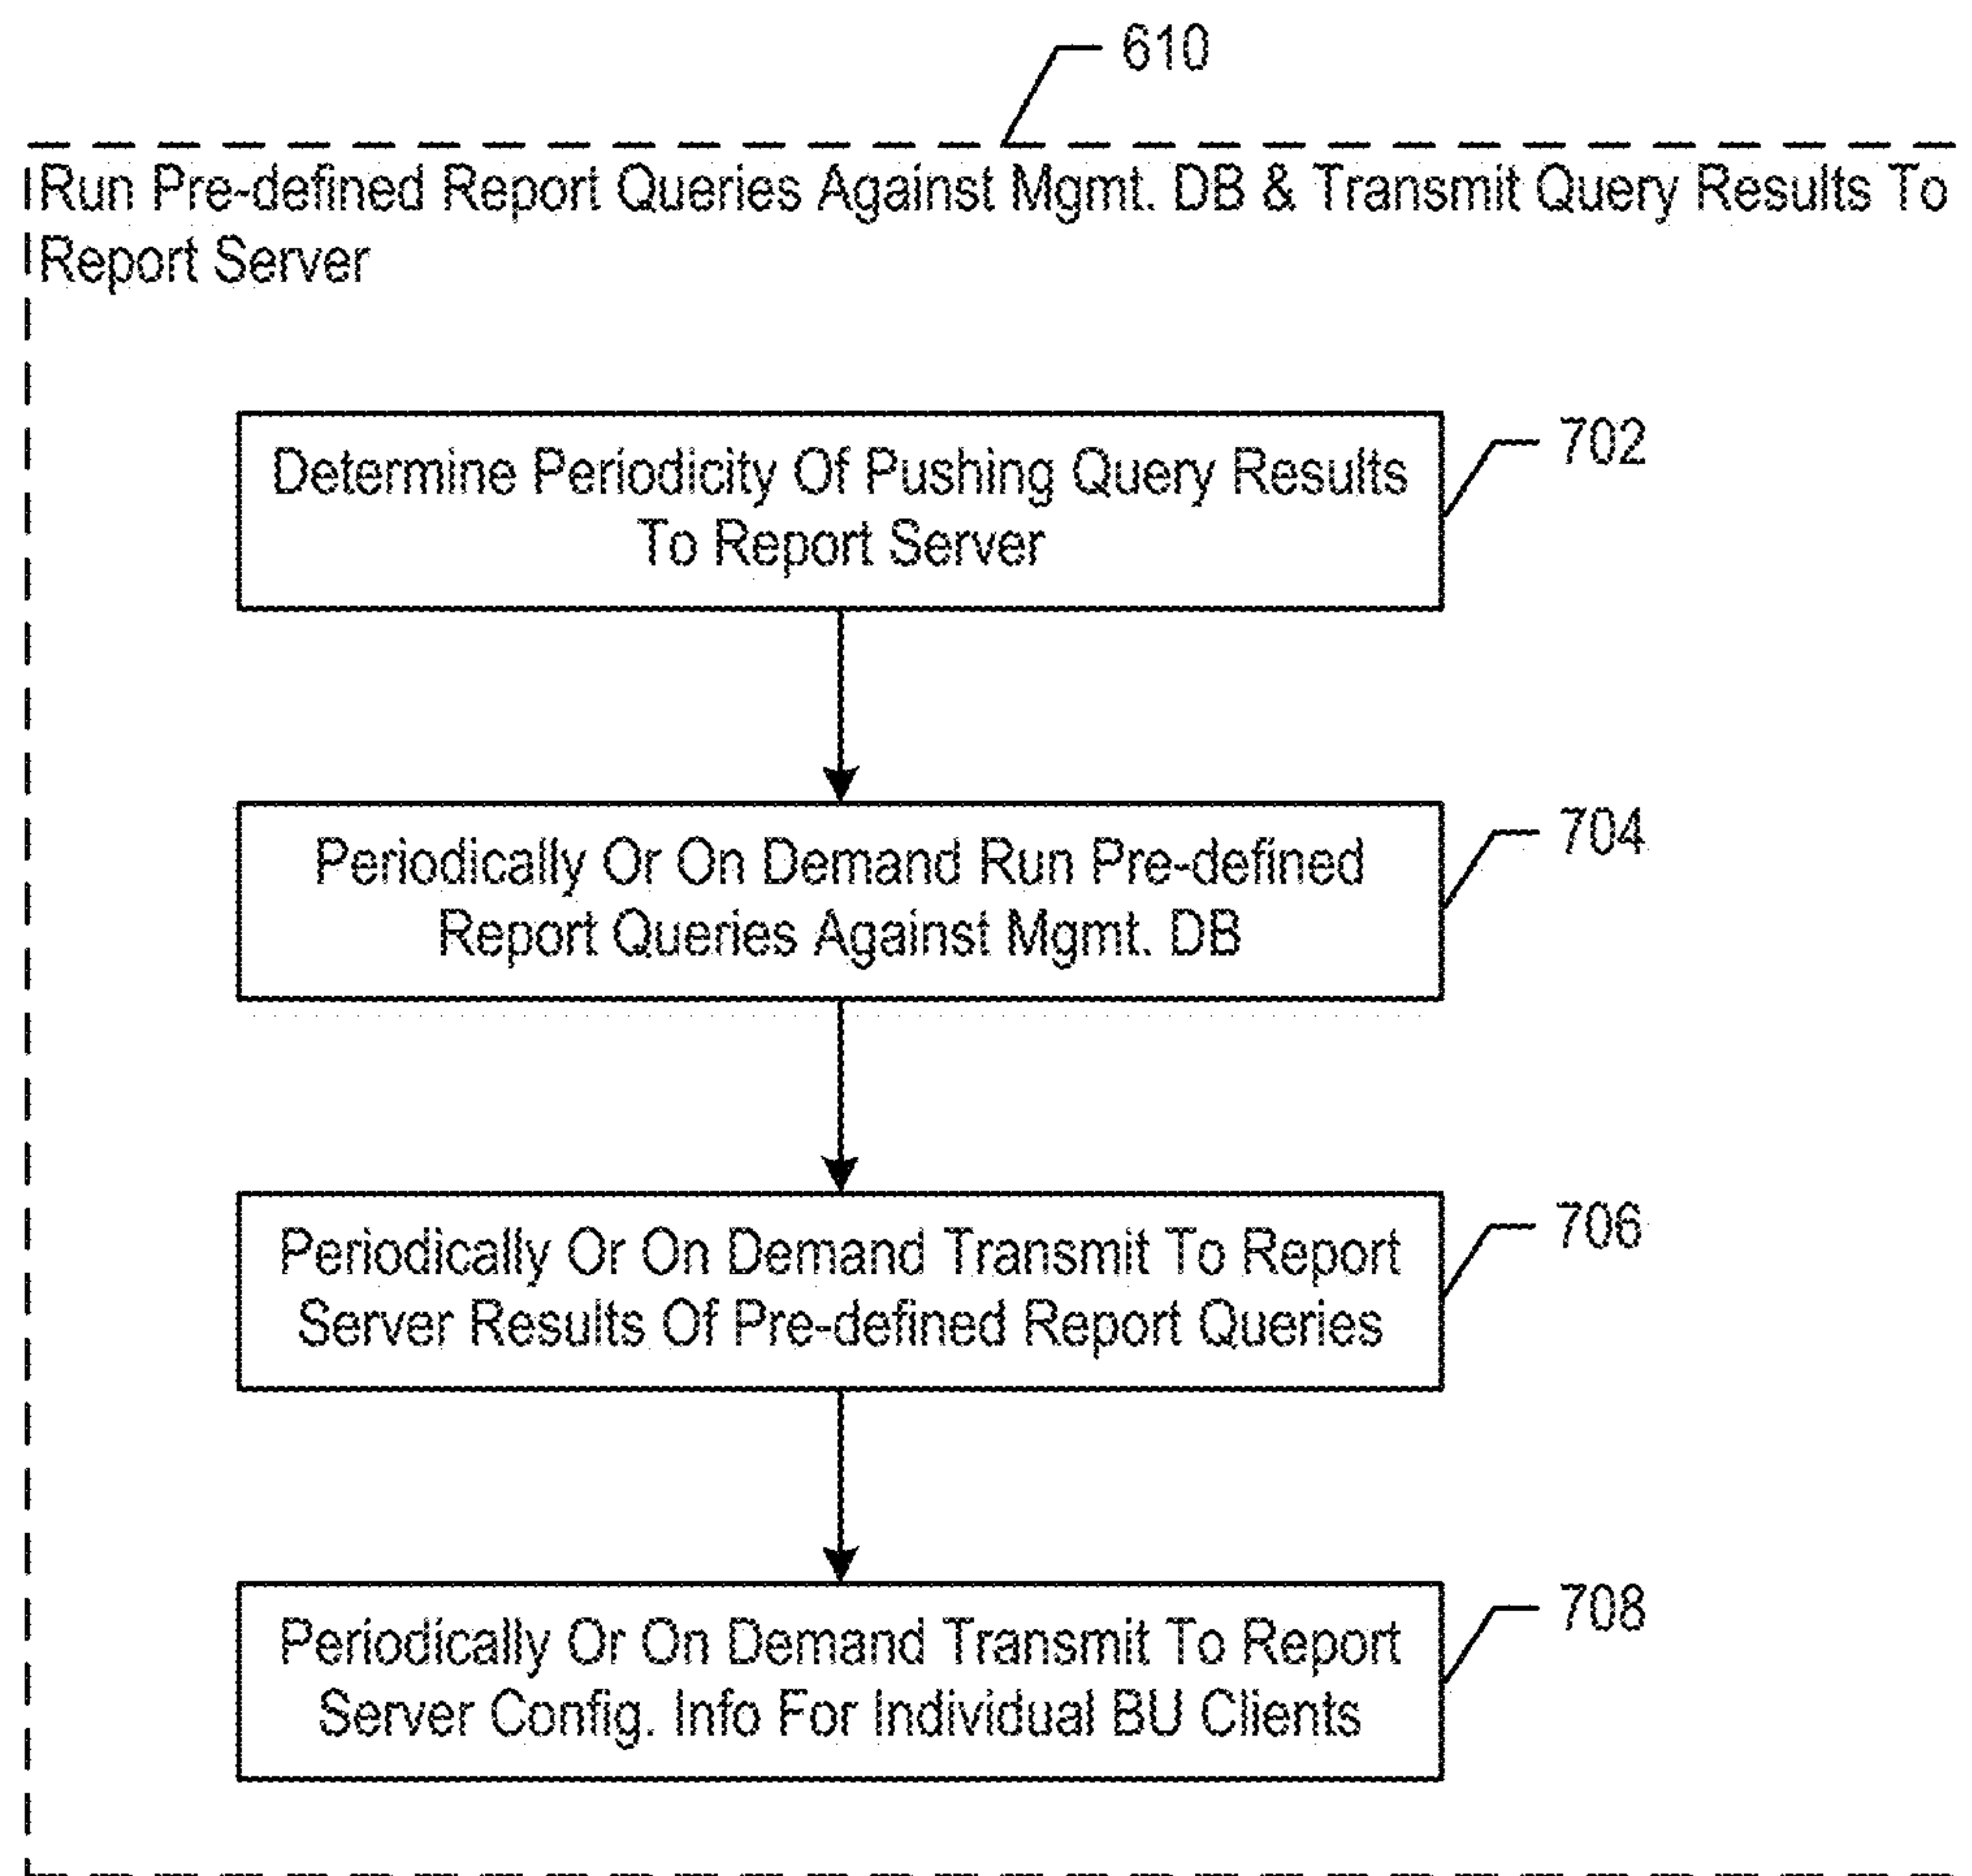 610
Run Pre-defined Report Queries Against Mgmt. DB & Transmit Query Results To
Report Server
Determine Periodicity Of Pushing Query Results
To Report Server
702
Periodically Or On Demand Run Pre-defined
Report Queries Against Mgmt. DB
704
Periodically Or On Demand Transmit To Report
Server Results Of Pre-defined Report Queries
706
Periodically Or On Demand Transmit To Report
Server Config. Info For Individual BU Clients
708